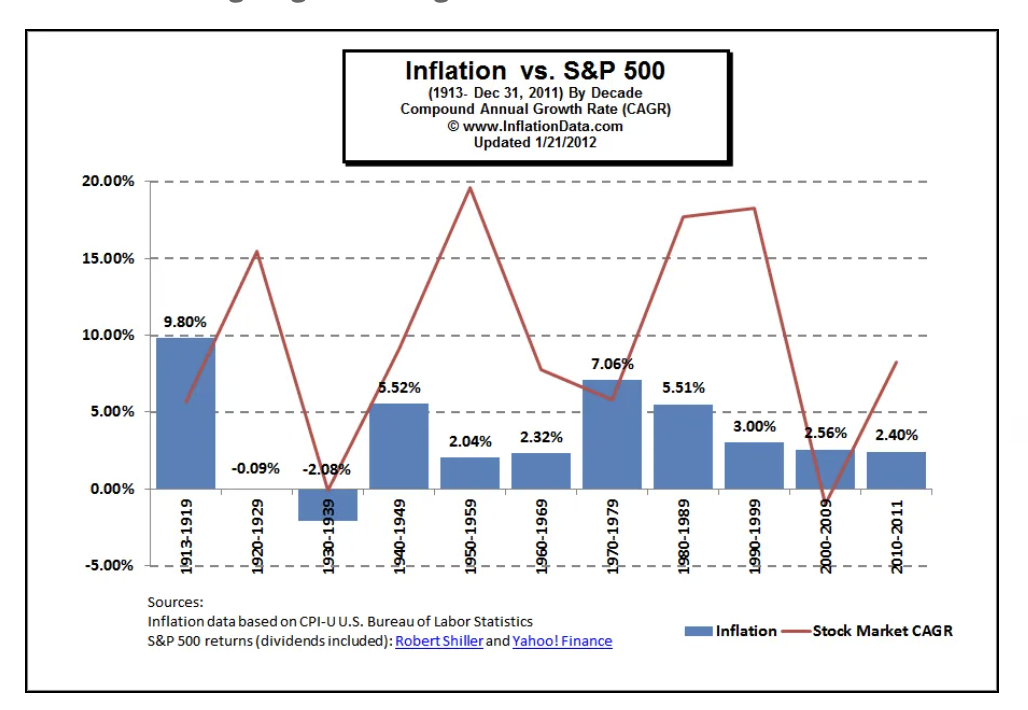 Inflation vs. S&P 500
(1913- Dec 31, 2011) By Decade
Compound Annual Growth Rate (CAGR)
© www.InflationData.com
Updated 1/21/2012
20.00%
15.00%
10.00%
5.00%
0.00%
-5.00%
9.80%
-0.09%
-2.08%
5.52%
2.04%
2.32%
7.06%
5.51%
3.00%
2.56%
2.40%
1913-1919
1920-1929
1930-1939
1940-1949
1950-1959
1960-1969
1970-1979
1980-1989
1990-1999
2000-2009
2010-2011
Sources:
Inflation data based on CPI-U U.S. Bureau of Labor Statistics
S&P 500 returns (dividends included): Robert Shiller and Yahoo! Finance
Inflation
Stock Market CAGR